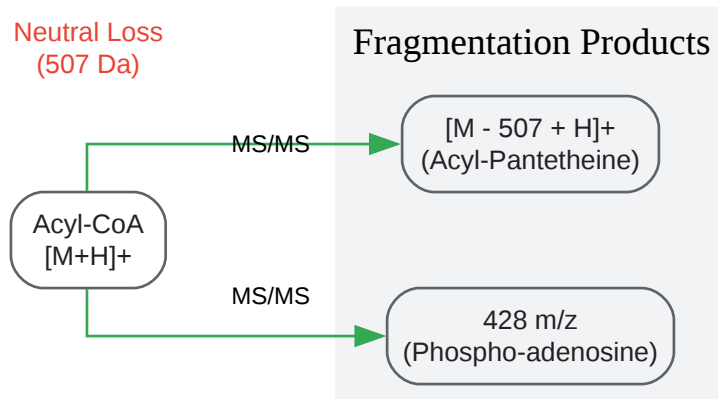 Neutral Loss
(507 Da)
Fragmentation Products
MS/MS
[M - 507 + H]+
(Acyl-Pantetheine)
Acyl-CoA
[M+H]+
MS/MS
428 m/z
(Phospho-adenosine)